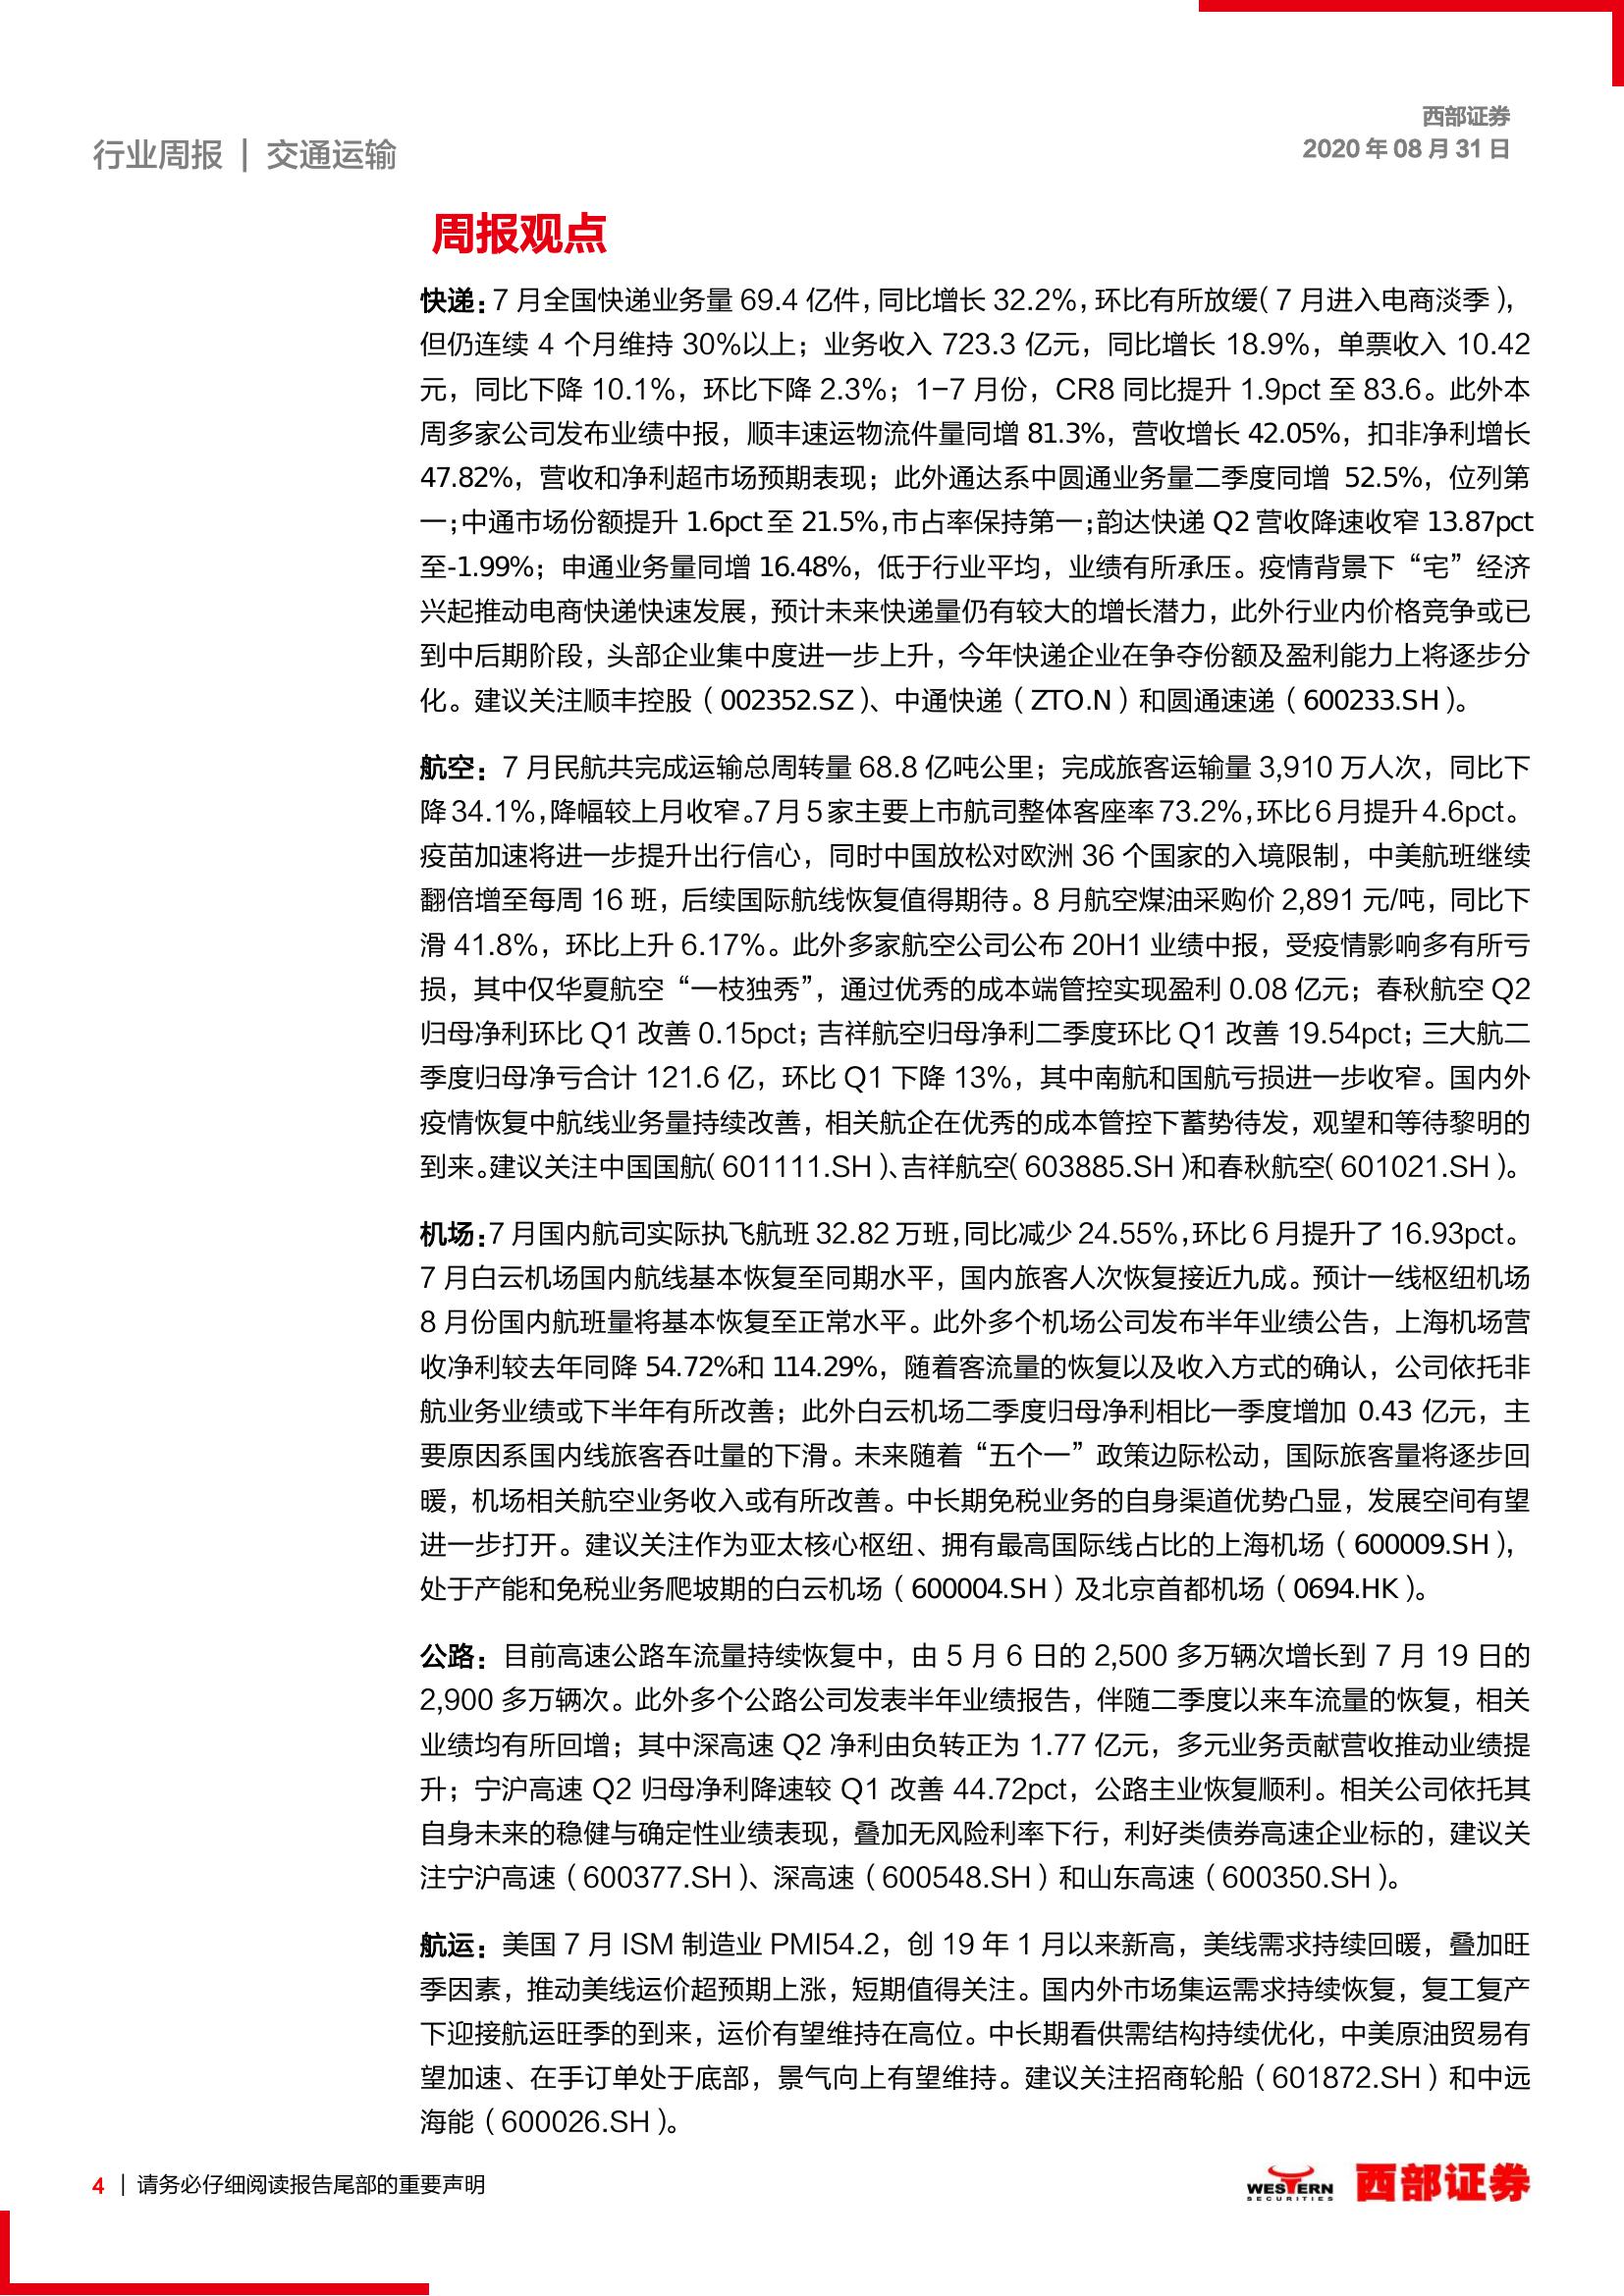 西部证券
行业周报 | 交通运输
2020 年 08 月 31 日
周报观点
快递：7 月全国快递业务量 69.4 亿件，同比增长 32.2%，环比有所放缓（7 月进入电商淡季），
但仍连续 4 个月维持 30%以上；业务收入 723.3 亿元，同比增长 18.9%，单票收入 10.42
元，同比下降 10.1%，环比下降 2.3%；1-7 月份，CR8 同比提升 1.9pct 至 83.6。此外本
周多家公司发布业绩中报，顺丰速运物流件量同增 81.3%，营收增长 42.05%，扣非净利增长
47.82%，营收和净利超市场预期表现；此外通达系中圆通业务量二季度同增 52.5%，位列第
一；中通市场份额提升 1.6pct 至 21.5%，市占率保持第一；韵达快递 Q2 营收降速收窄 13.87pct
至-1.99%；申通业务量同增 16.48%，低于行业平均，业绩有所承压。疫情背景下“宅”经济
兴起推动电商快递快速发展，预计未来快递量仍有较大的增长潜力，此外行业内价格竞争或已
到中后期阶段，头部企业集中度进一步上升，今年快递企业在争夺份额及盈利能力上将逐步分
化。建议关注顺丰控股（002352.SZ）、中通快递（ZTO.N）和圆通速递（600233.SH）。
航空：7 月民航共完成运输总周转量 68.8 亿吨公里；完成旅客运输量 3,910 万人次，同比下
降 34.1%，降幅较上月收窄。7 月 5 家主要上市航司整体客座率 73.2%，环比 6 月提升 4.6pct。
疫苗加速将进一步提升出行信心，同时中国放松对欧洲 36 个国家的入境限制，中美航班继续
翻倍增至每周 16 班，后续国际航线恢复值得期待。8 月航空煤油采购价 2,891 元/吨，同比下
滑 41.8%，环比上升 6.17%。此外多家航空公司公布 20H1 业绩中报，受疫情影响多有所亏
损，其中仅华夏航空“一枝独秀”，通过优秀的成本端管控实现盈利 0.08 亿元；春秋航空 Q2
归母净利环比 Q1 改善 0.15pct；吉祥航空归母净利二季度环比 Q1 改善 19.54pct；三大航二
季度归母净亏合计 121.6 亿，环比 Q1 下降 13%，其中南航和国航亏损进一步收窄。国内外
疫情恢复中航线业务量持续改善，相关航企在优秀的成本管控下蓄势待发，观望和等待黎明的
到来。建议关注中国国航（601111.SH）、吉祥航空（603885.SH）和春秋航空（601021.SH）。
机场：7 月国内航司实际执飞航班 32.82 万班，同比减少 24.55%，环比 6 月提升了 16.93pct。
7 月白云机场国内航线基本恢复至同期水平，国内旅客人次恢复接近九成。预计一线枢纽机场
8 月份国内航班量将基本恢复至正常水平。此外多个机场公司发布半年业绩公告，上海机场营
收净利较去年同降 54.72%和 114.29%，随着客流量的恢复以及收入方式的确认，公司依托非
航业务业绩或下半年有所改善；此外白云机场二季度归母净利相比一季度增加 0.43 亿元，主
要原因系国内线旅客吞吐量的下滑。未来随着“五个一”政策边际松动，国际旅客量将逐步回
暖，机场相关航空业务收入或有所改善。中长期免税业务的自身渠道优势凸显，发展空间有望
进一步打开。建议关注作为亚太核心枢纽、拥有最高国际线占比的上海机场（600009.SH），
处于产能和免税业务爬坡期的白云机场（600004.SH）及北京首都机场（0694.HK）。
公路：目前高速公路车流量持续恢复中，由 5 月 6 日的 2,500 多万辆次增长到 7 月 19 日的
2,900 多万辆次。此外多个公路公司发表半年业绩报告，伴随二季度以来车流量的恢复，相关
业绩均有所回增；其中深高速 Q2 净利由负转正为 1.77 亿元，多元业务贡献营收推动业绩提
升；宁沪高速 Q2 归母净利降速较 Q1 改善 44.72pct，公路主业恢复顺利。相关公司依托其
自身未来的稳健与确定性业绩表现，叠加无风险利率下行，利好类债券高速企业标的，建议关
注宁沪高速（600377.SH）、深高速（600548.SH）和山东高速（600350.SH）。
航运：美国 7 月 ISM 制造业 PMI54.2，创 19 年 1 月以来新高，美线需求持续回暖，叠加旺
季因素，推动美线运价超预期上涨，短期值得关注。国内外市场集运需求持续恢复，复工复产
下迎接航运旺季的到来，运价有望维持在高位。中长期看供需结构持续优化，中美原油贸易有
望加速、在手订单处于底部，景气向上有望维持。建议关注招商轮船（601872.SH）和中远
海能（600026.SH）。
4 | 请务必仔细阅读报告尾部的重要声明
WESTERN
SECURITIES
西部证券